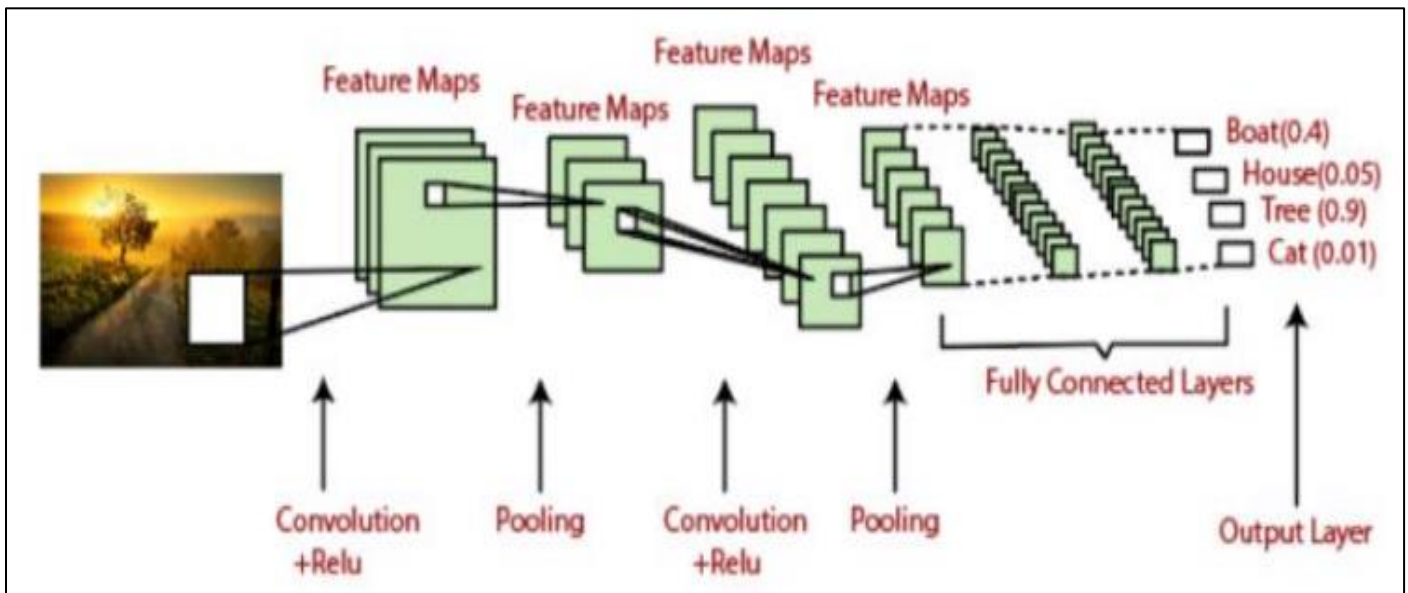 Feature Maps
Feature Maps
Feature Maps
Feature Maps
Boat(0.4)
House(0.05)
Tree (0.9)
Cat (0.01)
Fully Connected Layers
Convolution
+Relu
Pooling
Convolution
+Relu
Pooling
Output Layer